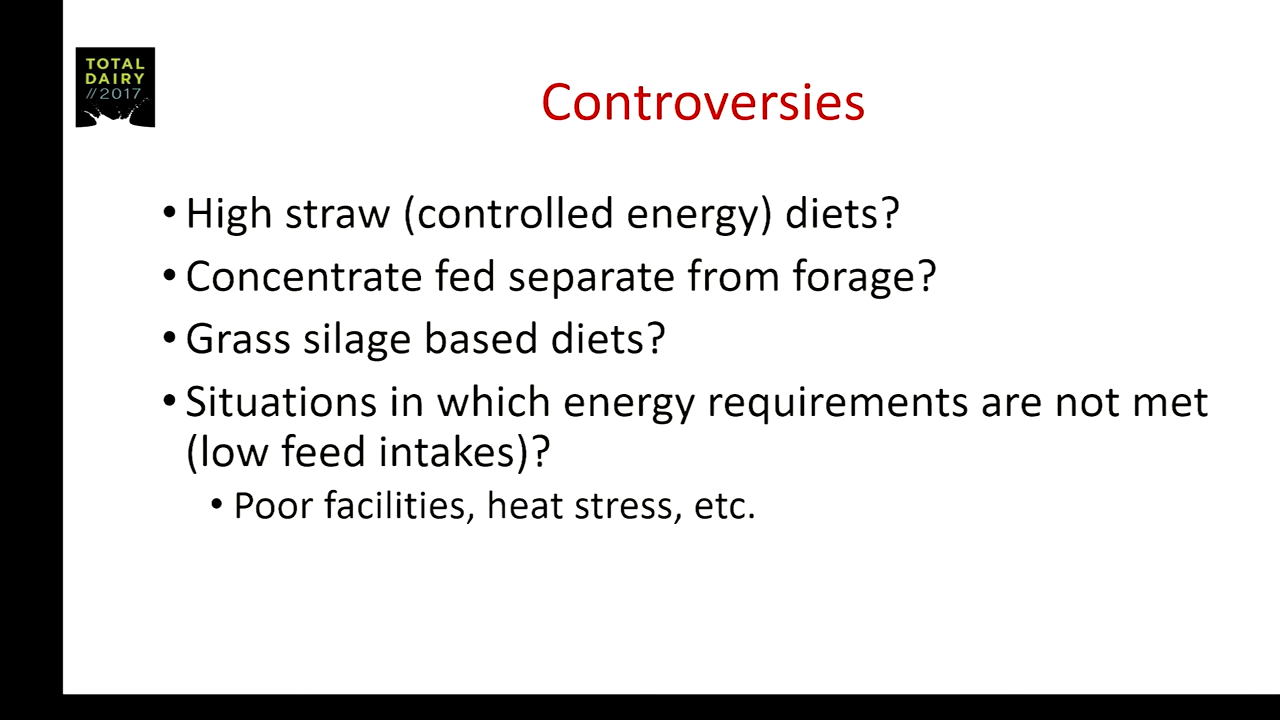 TOTAL
DAIRY
//2017
Controversies
• High straw (controlled energy) diets?
• Concentrate fed separate from forage?
• Grass silage based diets?
• Situations in which energy requirements are not met
(low feed intakes)?
• Poor facilities, heat stress, etc.